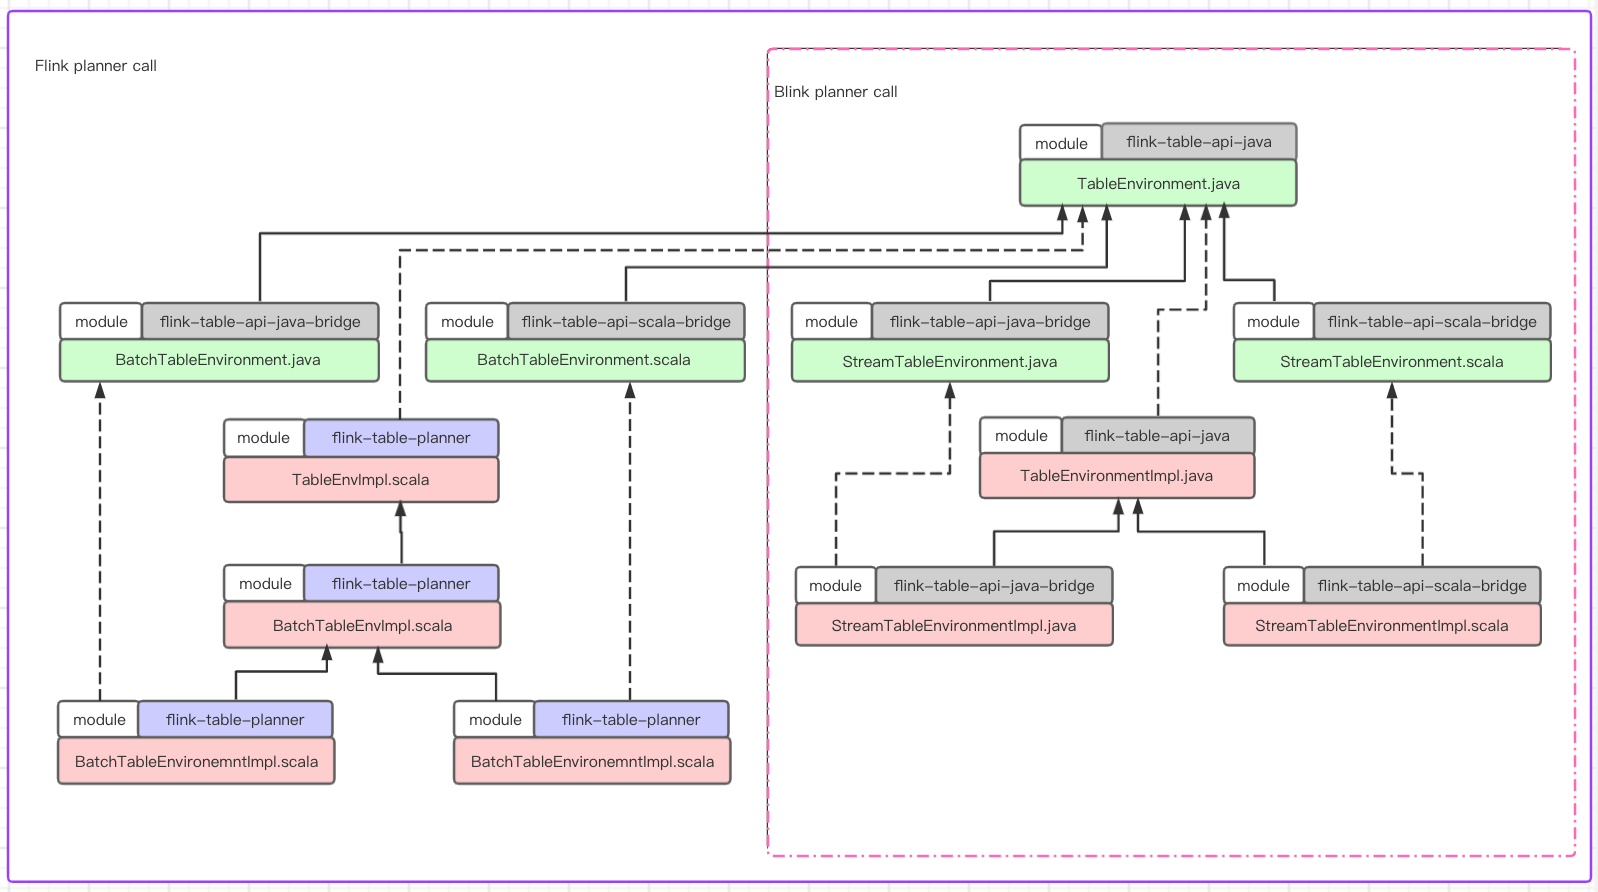 Flink planner call
Blink planner call
module flink-table-api-java
TableEnvironment.java
module flink-table-api-java-bridge
BatchTableEnvironment.java
module flink-table-api-scala-bridge
BatchTableEnvironment.scala
module flink-table-api-java-bridge
StreamTableEnvironment.java
module flink-table-api-scala-bridge
StreamTableEnvironment.scala
module flink-table-planner
TableEnvImpl.scala
module flink-table-api-java
TableEnvironmentImpl.java
module flink-table-planner
BatchTableEnvImpl.scala
module flink-table-api-java-bridge
StreamTableEnvironmentImpl.java
module flink-table-api-scala-bridge
StreamTableEnvironmentImpl.scala
module flink-table-planner
BatchTableEnvironemntImpl.scala
module flink-table-planner
BatchTableEnvironemntImpl.scala